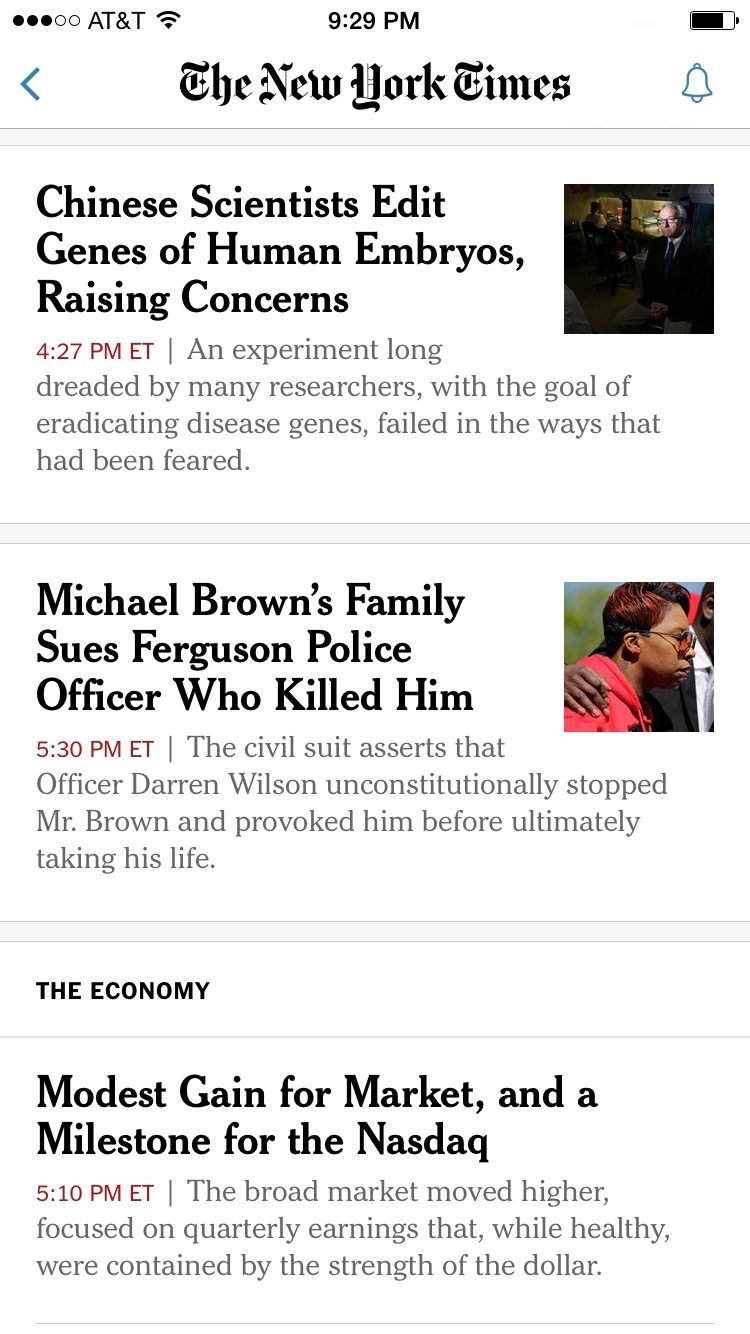 AT&T 9:29 PM
The New York Times
Chinese Scientists Edit
Genes of Human Embryos,
Raising Concerns
4:27 PM ET | An experiment long
dreaded by many researchers, with the goal of
eradicating disease genes, failed in the ways that
had been feared.
Michael Brown’s Family
Sues Ferguson Police
Officer Who Killed Him
5:30 PM ET | The civil suit asserts that
Officer Darren Wilson unconstitutionally stopped
Mr. Brown and provoked him before ultimately
taking his life.
THE ECONOMY
Modest Gain for Market, and a
Milestone for the Nasdaq
5:10 PM ET | The broad market moved higher,
focused on quarterly earnings that, while healthy,
were contained by the strength of the dollar.